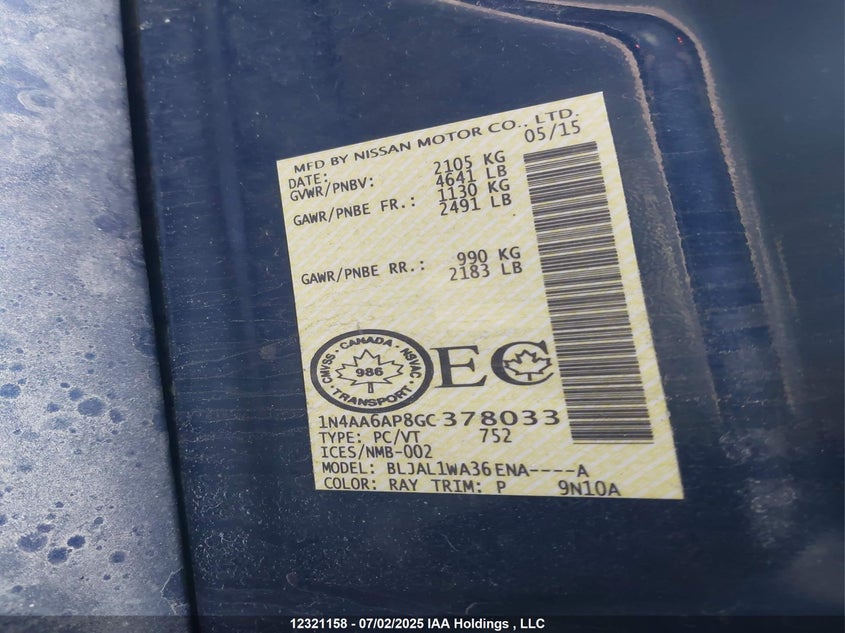 MFD BY NISSAN MOTOR CO., LTD.
DATE: 05/15
GVWR/PNBV: 2105 KG
4641 LB
GAWR/PNBE FR.: 1130 KG
2491 LB
GAWR/PNBE RR.: 990 KG
2183 LB
CANADA
CMVSS · NSVAC
986
TRANSPORT
EC
1N4AA6AP8GC378033
TYPE: PC/VT 752
ICES/NMB-002
MODEL: BLJAL1WA36ENA----A
COLOR: RAY TRIM: P 9N10A
12321158 - 07/02/2025 IAA Holdings , LLC